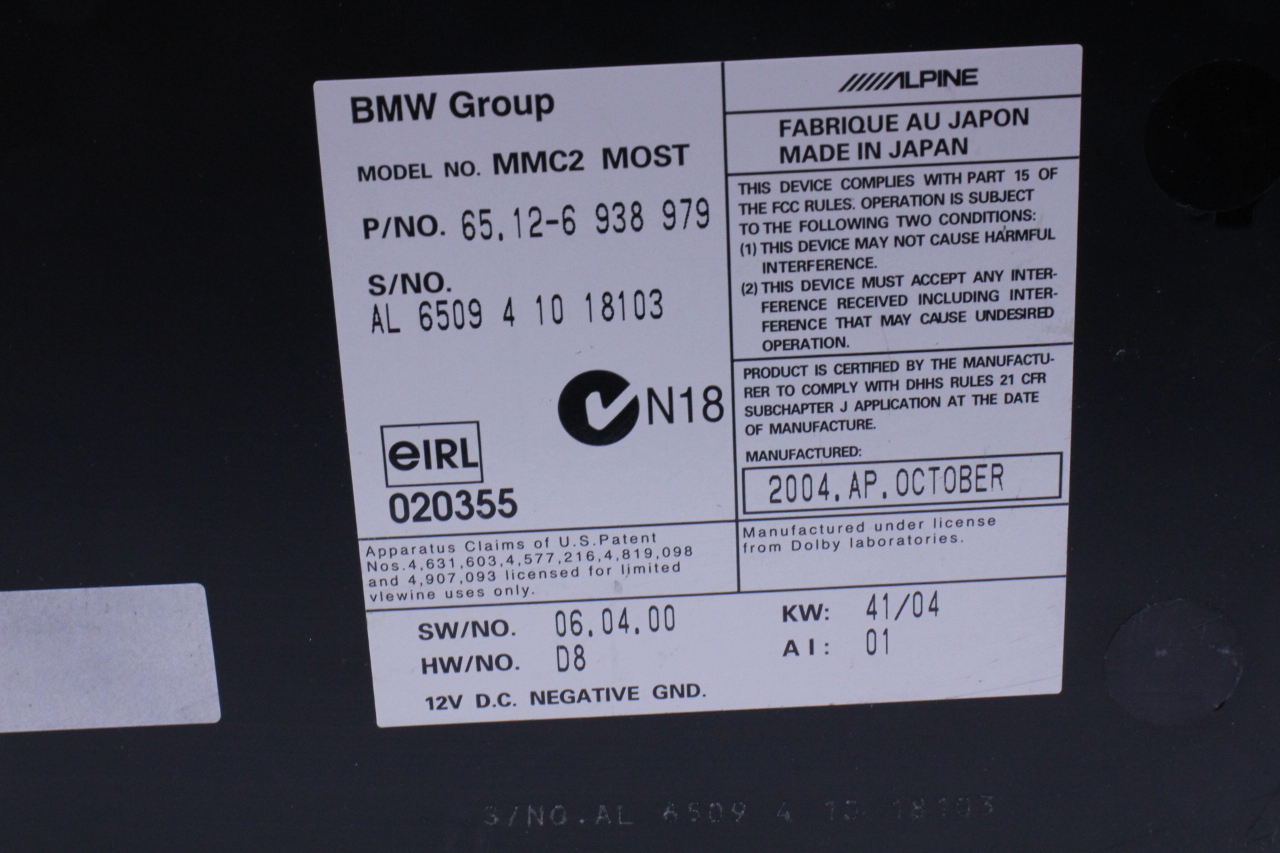 BMW Group
MODEL NO. MMC2 MOST
P/NO. 65.12-6 938 979
S/NO.
AL 6509 4 10 18103
N18
eIRL
020355
Apparatus Claims of U.S.Patent
Nos.4,631,603,4,577,216,4,819,098
and 4,907,093 licensed for limited
vlewine uses only.
ALPINE
FABRIQUE AU JAPON
MADE IN JAPAN
THIS DEVICE COMPLIES WITH PART 15 OF
THE FCC RULES. OPERATION IS SUBJECT
TO THE FOLLOWING TWO CONDITIONS:
(1) THIS DEVICE MAY NOT CAUSE HARMFUL
INTERFERENCE.
(2) THIS DEVICE MUST ACCEPT ANY INTER-
FERENCE RECEIVED INCLUDING INTER-
FERENCE THAT MAY CAUSE UNDESIRED
OPERATION.
PRODUCT IS CERTIFIED BY THE MANUFACTU-
RER TO COMPLY WITH DHHS RULES 21 CFR
SUBCHAPTER J APPLICATION AT THE DATE
OF MANUFACTURE.
MANUFACTURED:
2004.AP.OCTOBER
Manufactured under license
from Dolby laboratories.
SW/NO. 06.04.00 KW: 41/04
HW/NO. D8 AI: 01
12V D.C. NEGATIVE GND.
S/NO.AL 6509 4 10 18103